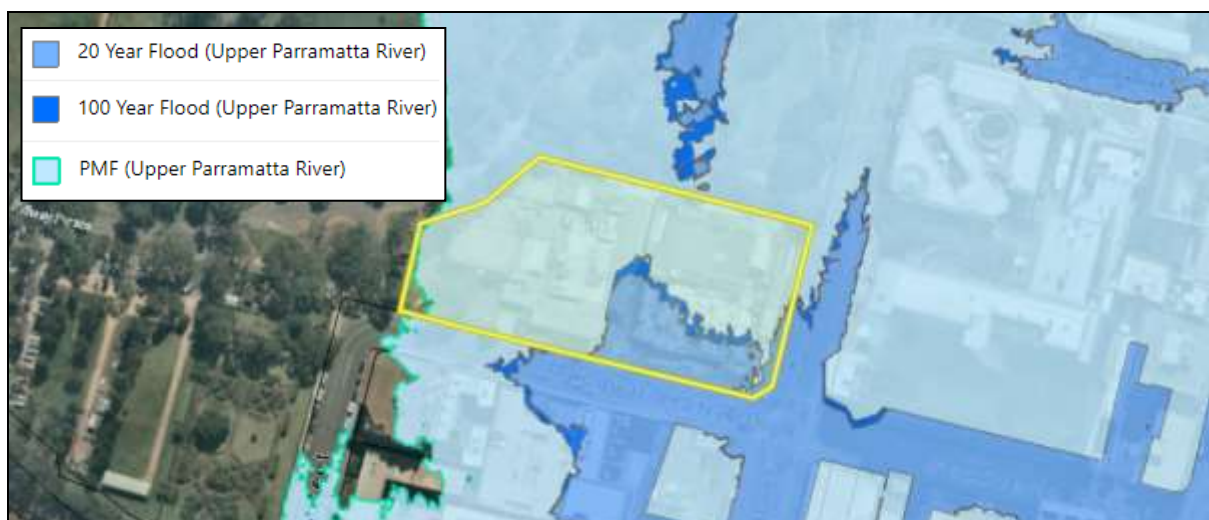 20 Year Flood (Upper Parramatta River)
100 Year Flood (Upper Parramatta River)
PMF (Upper Parramatta River)